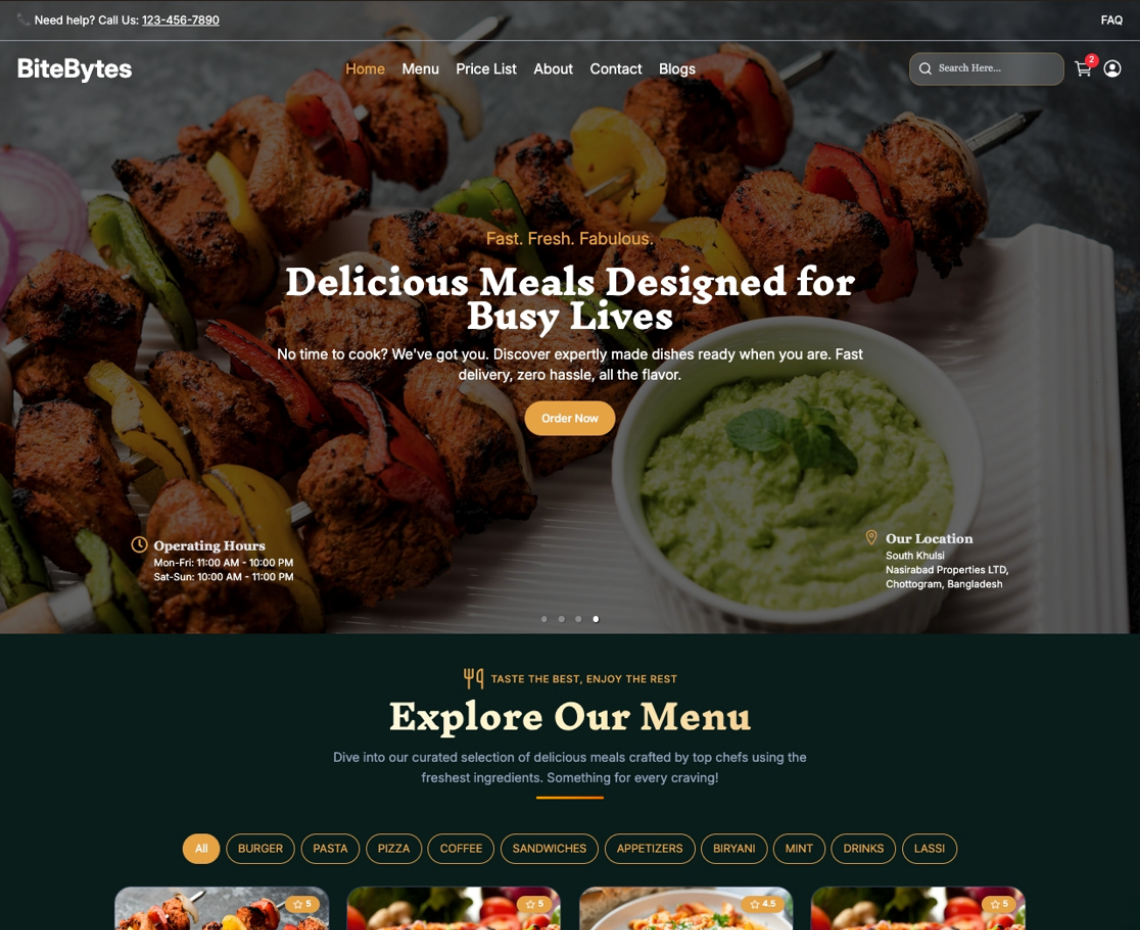 Need help? Call Us: 123-456-7890
FAQ
BiteBytes
Home
Menu
Price List
About
Contact
Blogs
Search Here...
2
Fast. Fresh. Fabulous.
Delicious Meals Designed for
Busy Lives
No time to cook? We've got you. Discover expertly made dishes ready when you are. Fast
delivery, zero hassle, all the flavor.
Order Now
Operating Hours
Mon-Fri: 11:00 AM - 10:00 PM
Sat-Sun: 10:00 AM - 11:00 PM
Our Location
South Khulsi
Nasirabad Properties LTD,
Chottogram, Bangladesh
TASTE THE BEST, ENJOY THE REST
Explore Our Menu
Dive into our curated selection of delicious meals crafted by top chefs using the
freshest ingredients. Something for every craving!
All
BURGER
PASTA
PIZZA
COFFEE
SANDWICHES
APPETIZERS
BIRYANI
MINT
DRINKS
LASSI
5
5
4.5
5